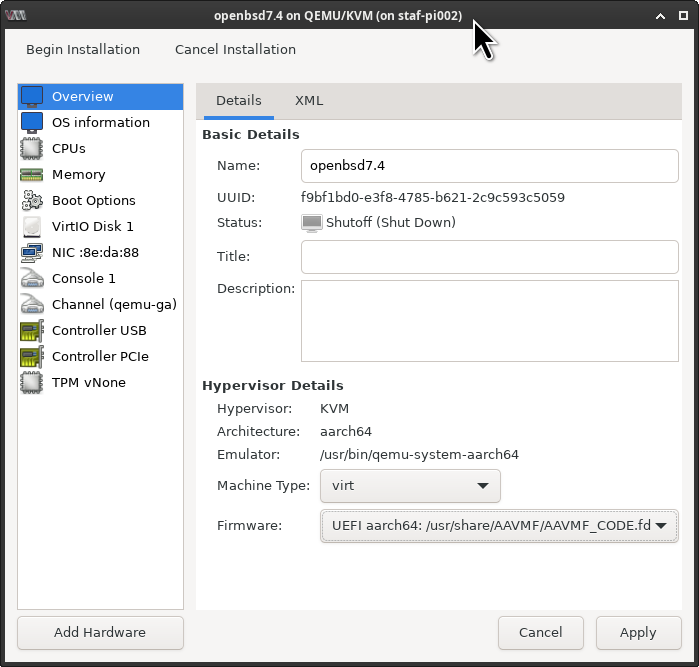 openbsd7.4 on QEMU/KVM (on staf-pi002)
Begin Installation
Cancel Installation
Overview
OS information
CPUs
Memory
Boot Options
VirtIO Disk 1
NIC :8e:da:88
Console 1
Channel (qemu-ga)
Controller USB
Controller PCIe
TPM vNone
Add Hardware
Details
XML
Basic Details
Name: openbsd7.4
UUID: f9bf1bd0-e3f8-4785-b621-2c9c593c5059
Status: Shutoff (Shut Down)
Title:
Description:
Hypervisor Details
Hypervisor: KVM
Architecture: aarch64
Emulator: /usr/bin/qemu-system-aarch64
Machine Type: virt
Firmware: UEFI aarch64: /usr/share/AAVMF/AAVMF_CODE.fd
Cancel
Apply